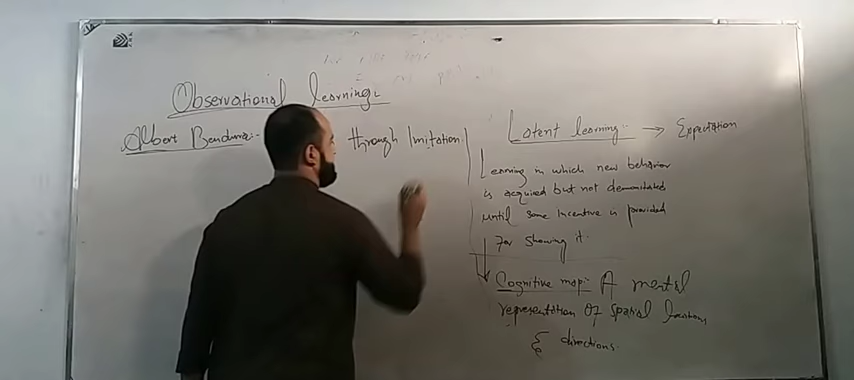 Observational learning
Albert Bandura:-
through Imitation
Latent learning:- → Expectation
Learning in which new behavior
is acquired but not demonstrated
until some incentive is provided
for showing it.
Cognitive map:- A mental
representation of spatial locations
& directions.